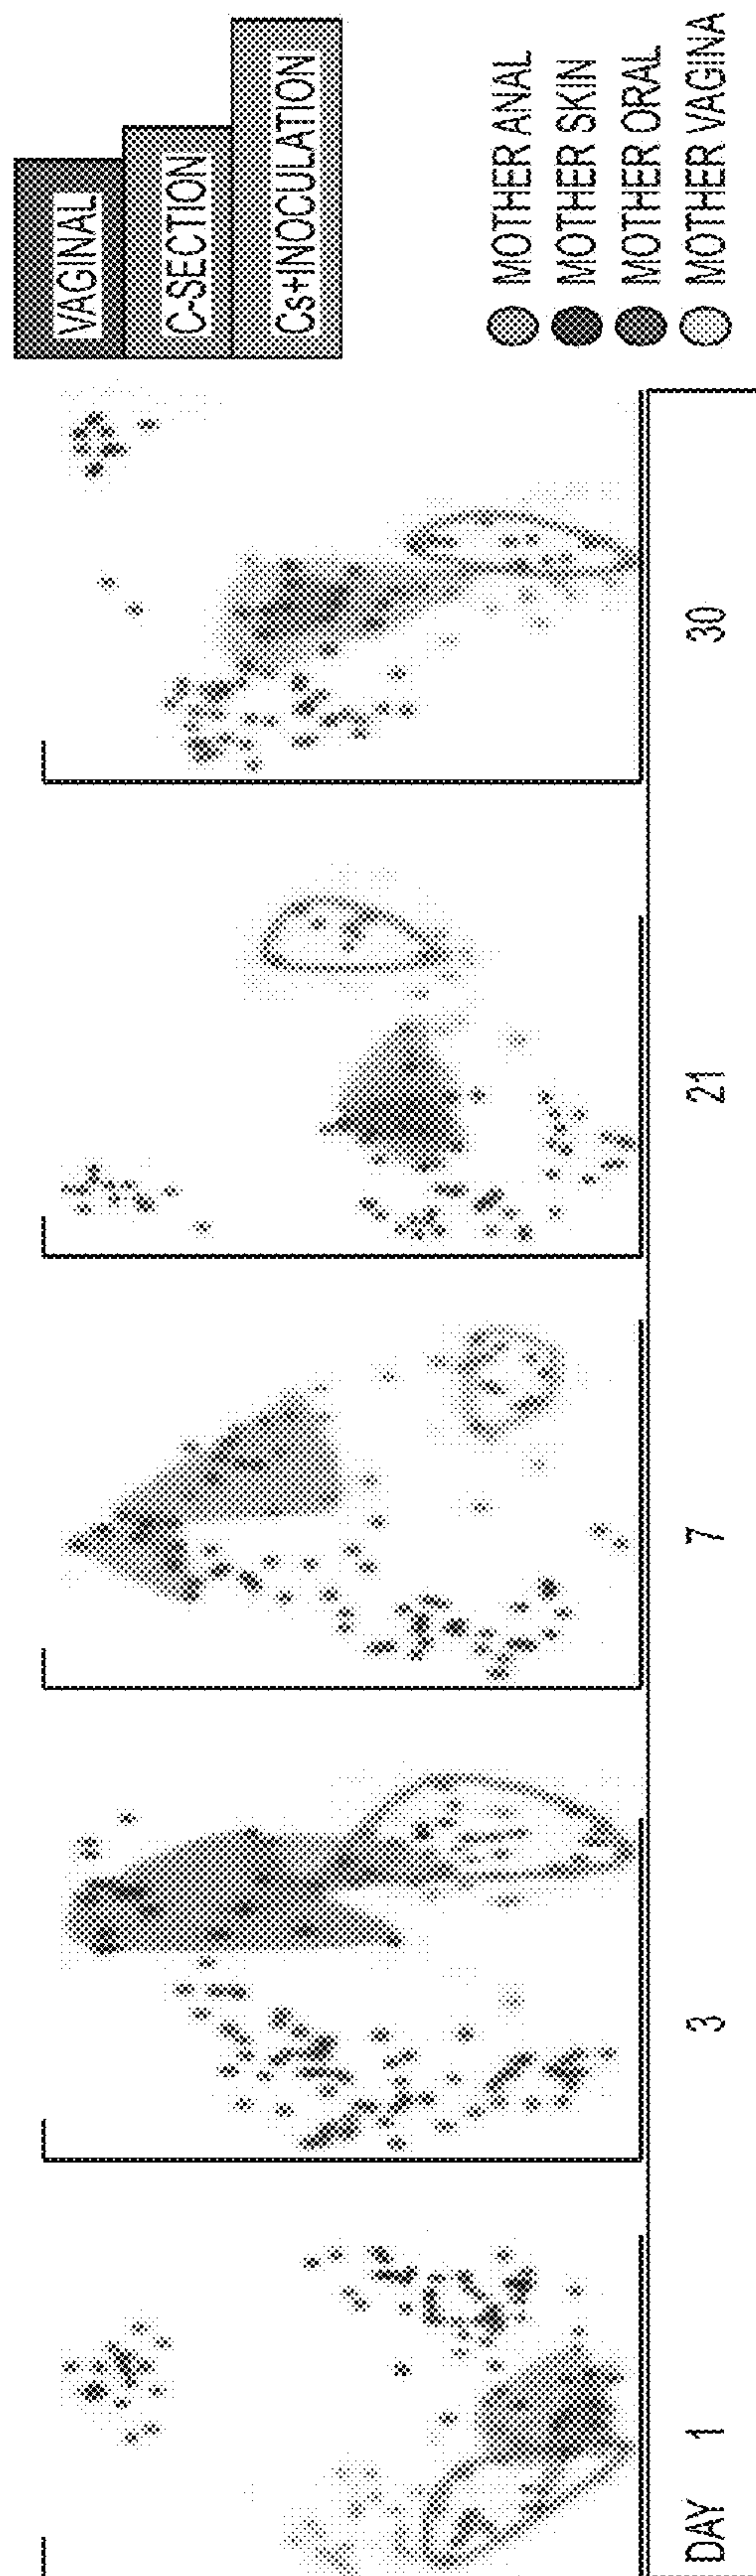 VAGINAL
C-SECTION
Cs+INOCULATION
MOTHER ANAL
MOTHER SKIN
MOTHER ORAL
MOTHER VAGINA
DAY 1 3 7 21 30